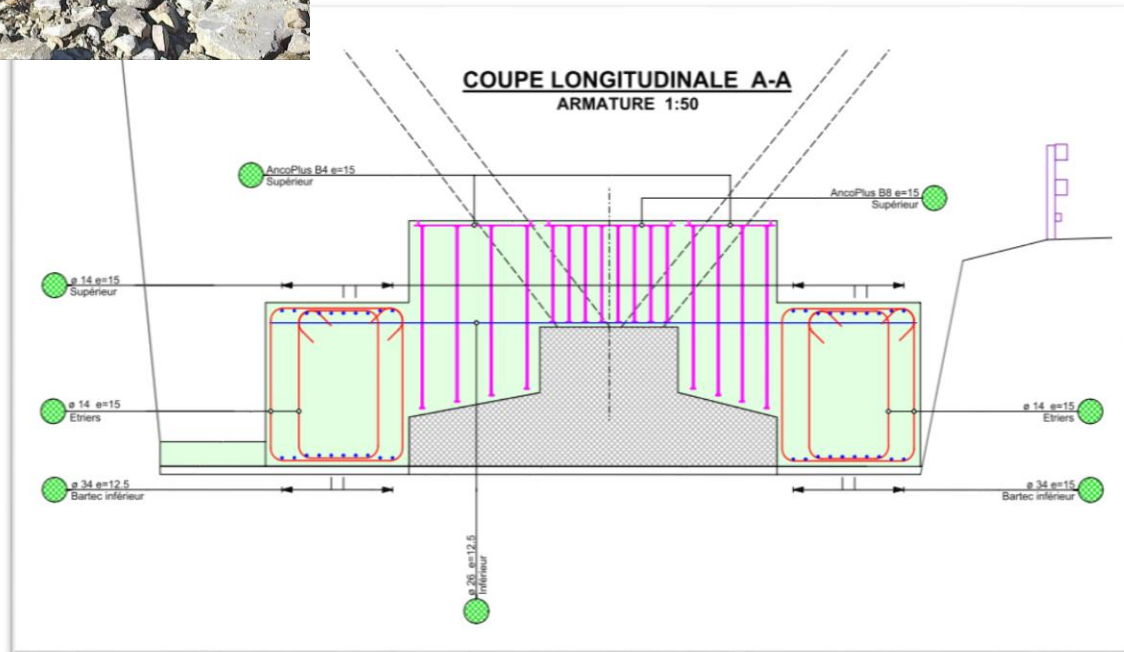 COUPE LONGITUDINALE A-A
ARMATURE 1:50
AncoPlus B4 e=15
Supérieur
AncoPlus B8 e=15
Supérieur
ø 14 e=15
Supérieur
ø 14 e=15
Etriers
ø 14 e=15
Etriers
ø 34 e=12.5
Bartec inférieur
ø 34 e=15
Bartec inférieur
ø 26 e=12.5
Inférieur